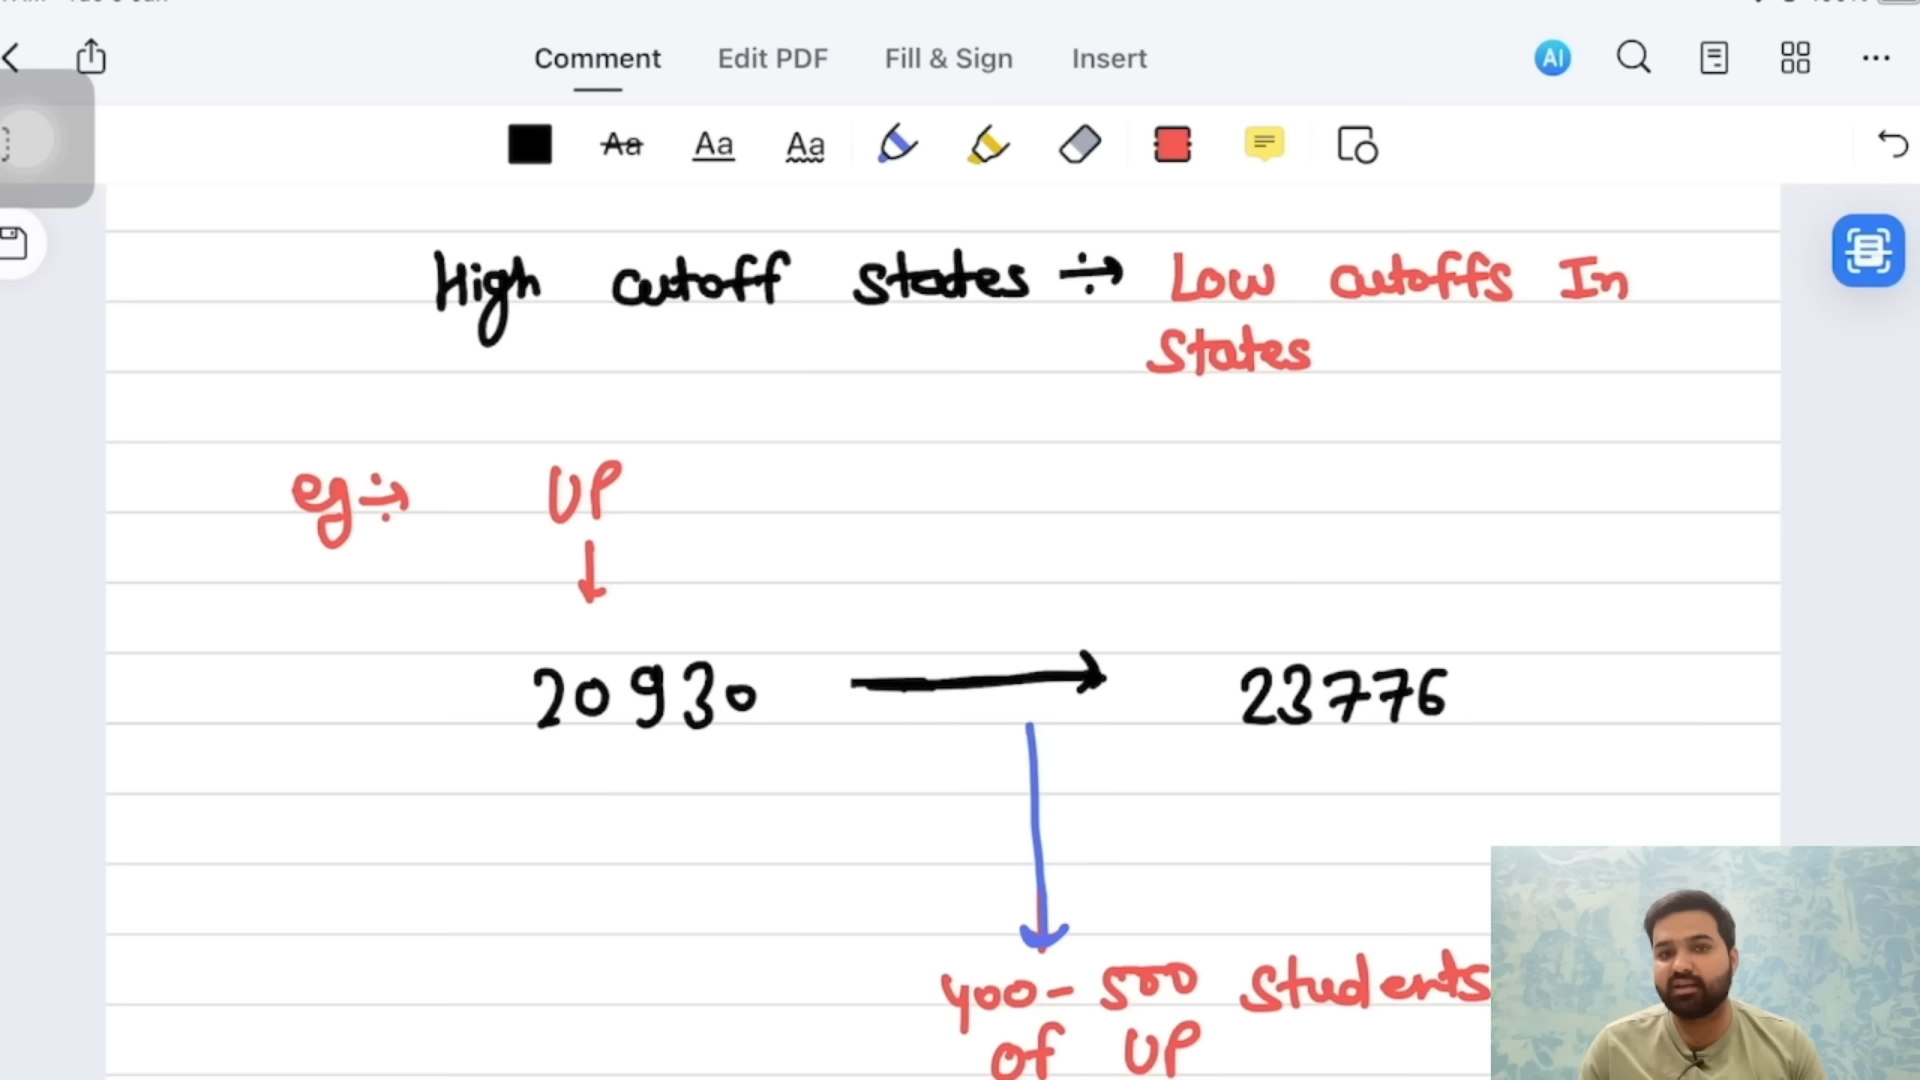 Comment Edit PDF Fill & Sign Insert AI
Aa Aa Aa
High cutoff states ÷→ Low cutoffs In
States
eg ÷→ UP
↓
20930 → 23776
400 - 500 Students
of UP